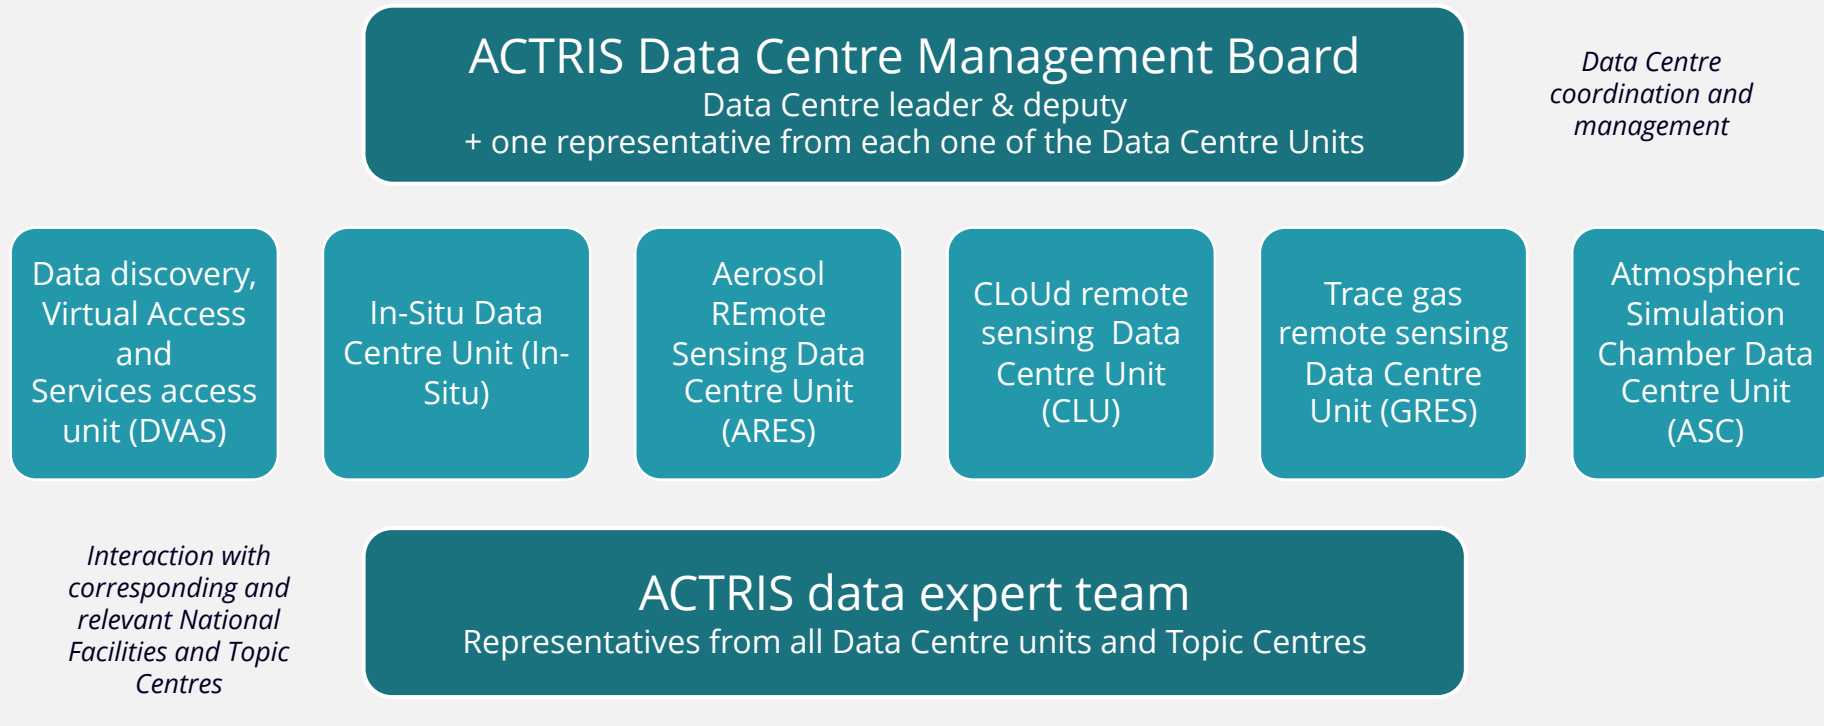 ACTRIS Data Centre Management Board
Data Centre leader & deputy
+ one representative from each one of the Data Centre Units
Data Centre
coordination and
management
Data discovery,
Virtual Access
and
Services access
unit (DVAS)
In-Situ Data
Centre Unit (In-
Situ)
Aerosol
REmote
Sensing Data
Centre Unit
(ARES)
CLoUd remote
sensing  Data
Centre Unit
(CLU)
Trace gas
remote sensing
Data Centre
Unit (GRES)
Atmospheric
Simulation
Chamber Data
Centre Unit
(ASC)
Interaction with
corresponding and
relevant National
Facilities and Topic
Centres
ACTRIS data expert team
Representatives from all Data Centre units and Topic Centres